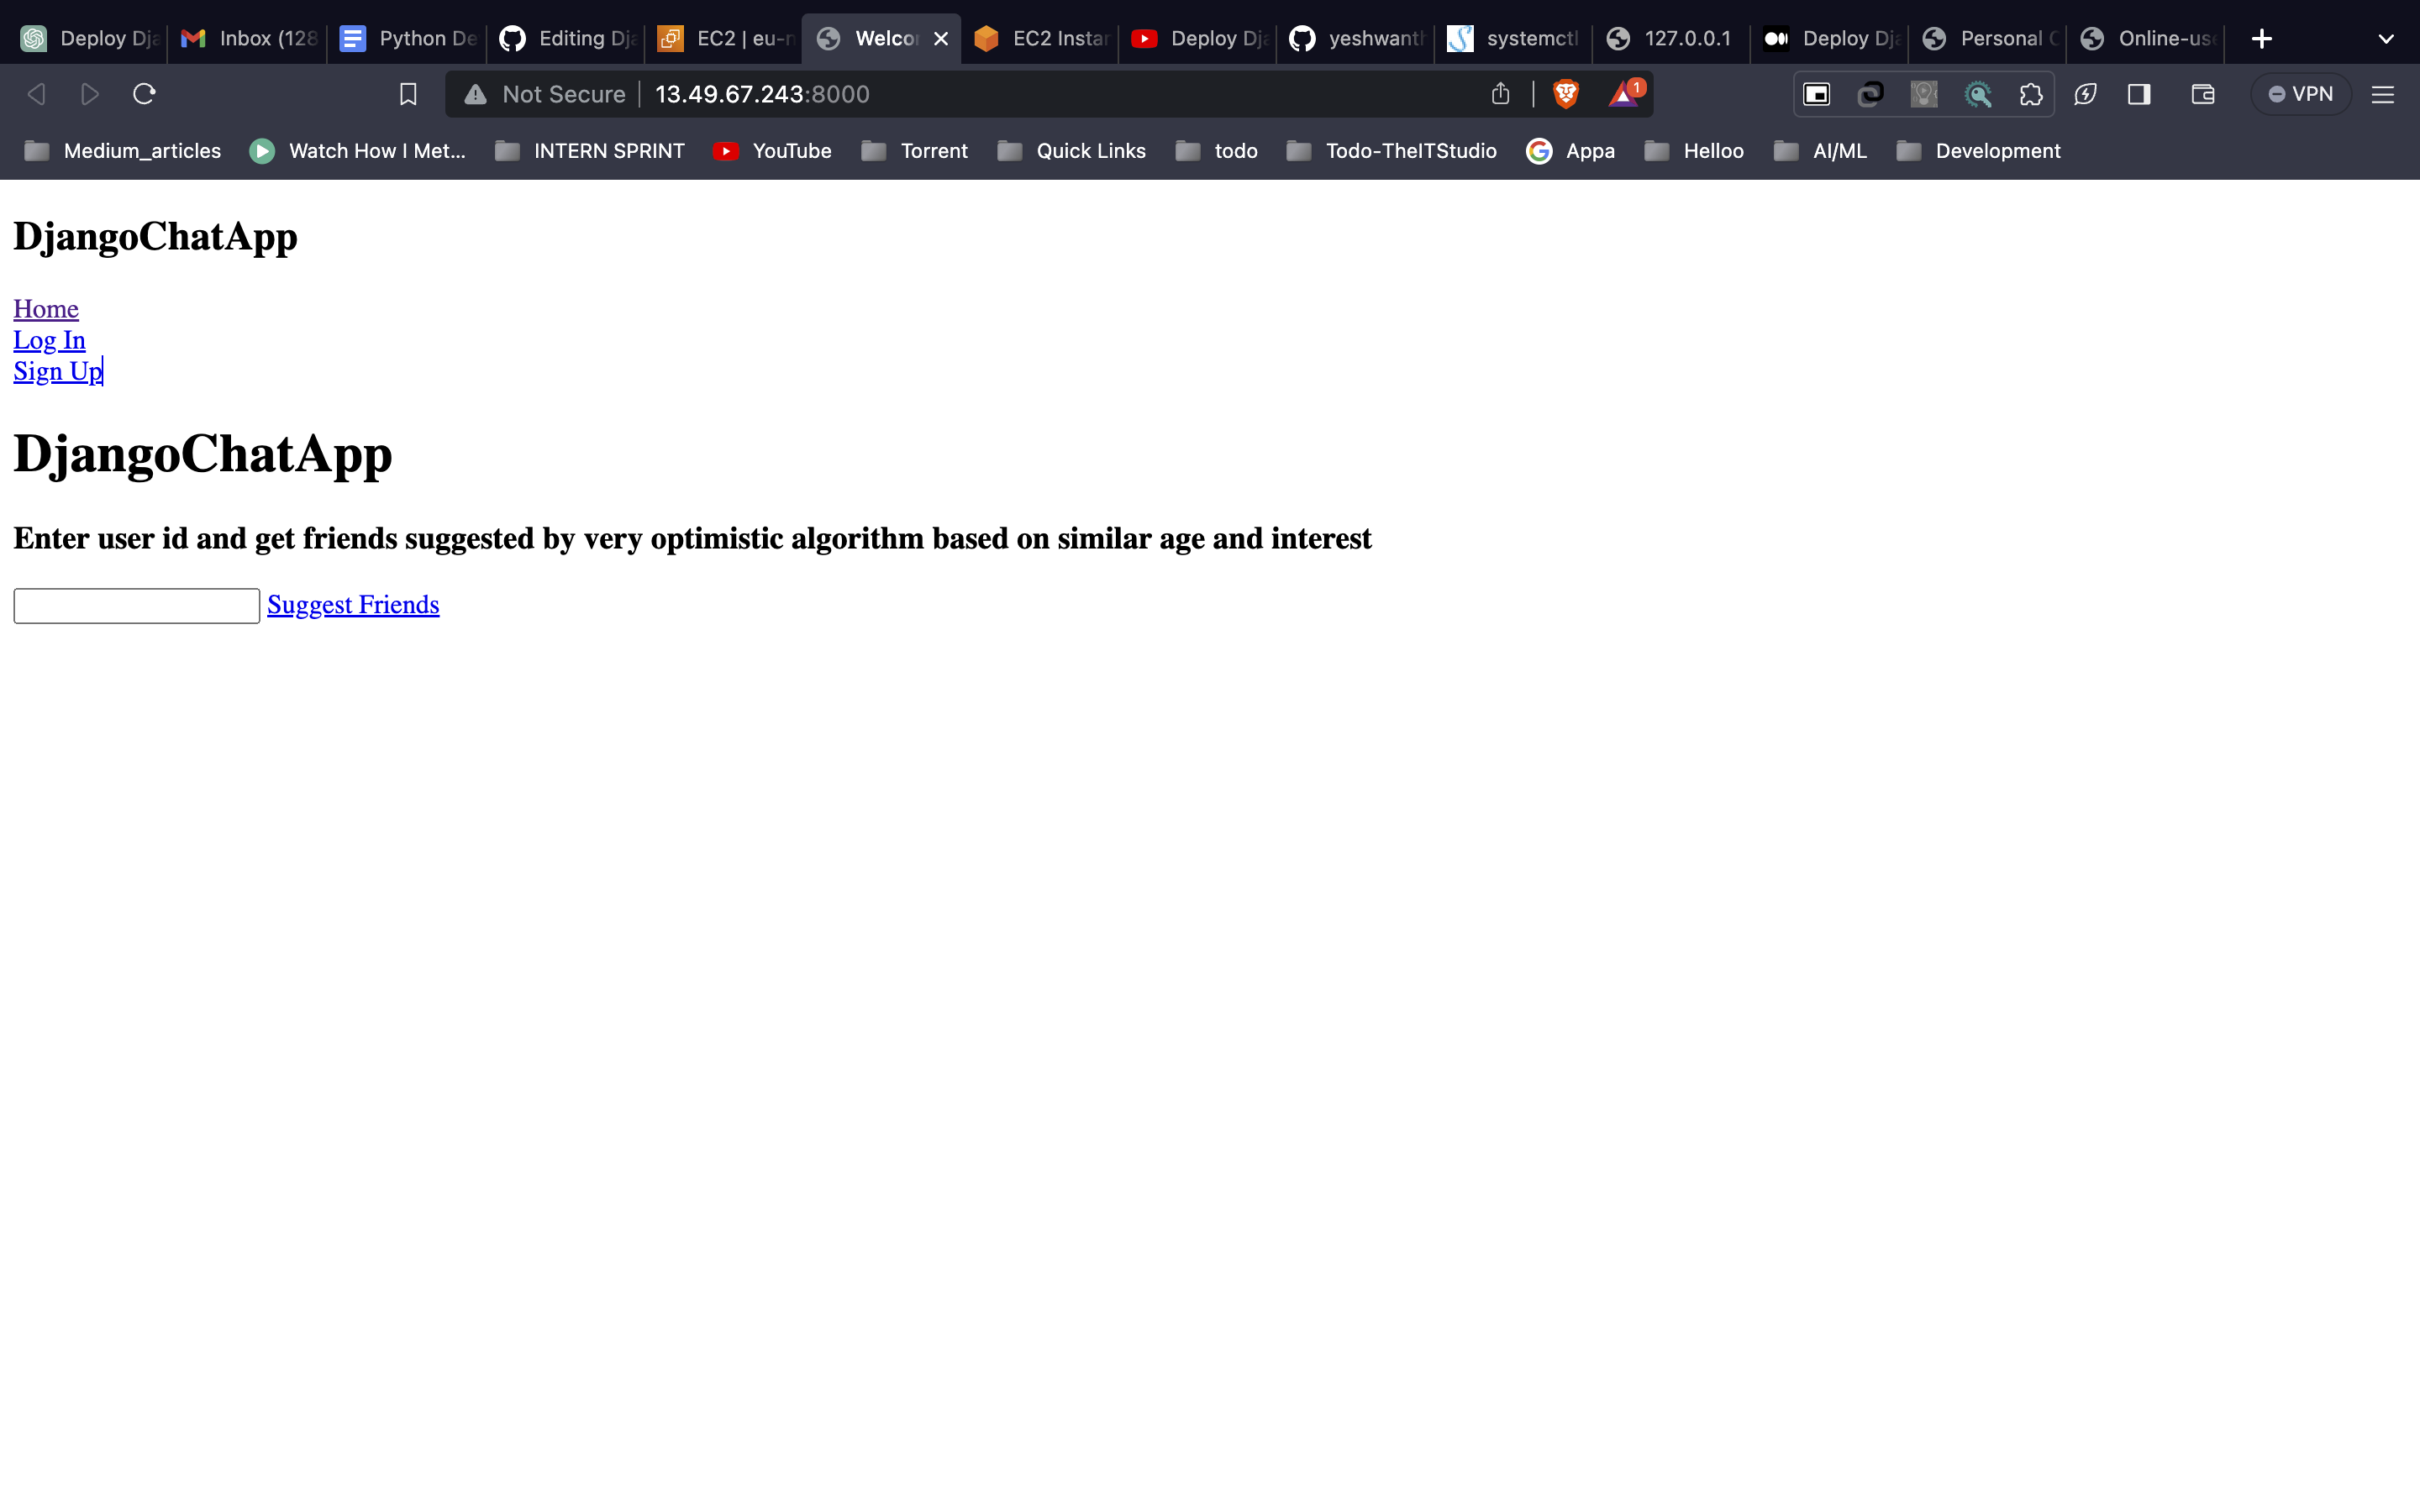 Deploy Dja Inbox (128 Python De Editing Dja EC2 | eu-n Welcor EC2 Instar Deploy Dja yeshwanth systemctl 127.0.0.1 Deploy Dja Personal C Online-use
Not Secure 13.49.67.243:8000 1 VPN
Medium_articles Watch How I Met... INTERN SPRINT YouTube Torrent Quick Links todo Todo-TheITStudio Appa Helloo AI/ML Development
DjangoChatApp
Home
Log In
Sign Up
DjangoChatApp
Enter user id and get friends suggested by very optimistic algorithm based on similar age and interest
Suggest Friends